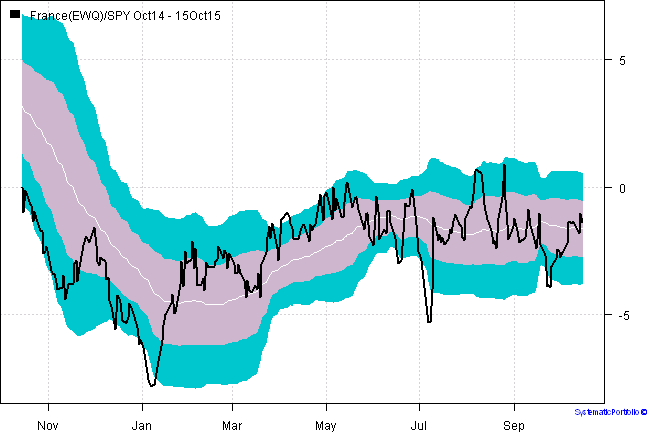 France(EWQ)/SPY Oct14 - 15Oct15
5
0
-5
Nov Jan Mar May Jul Sep
SystematicPortfolio ©